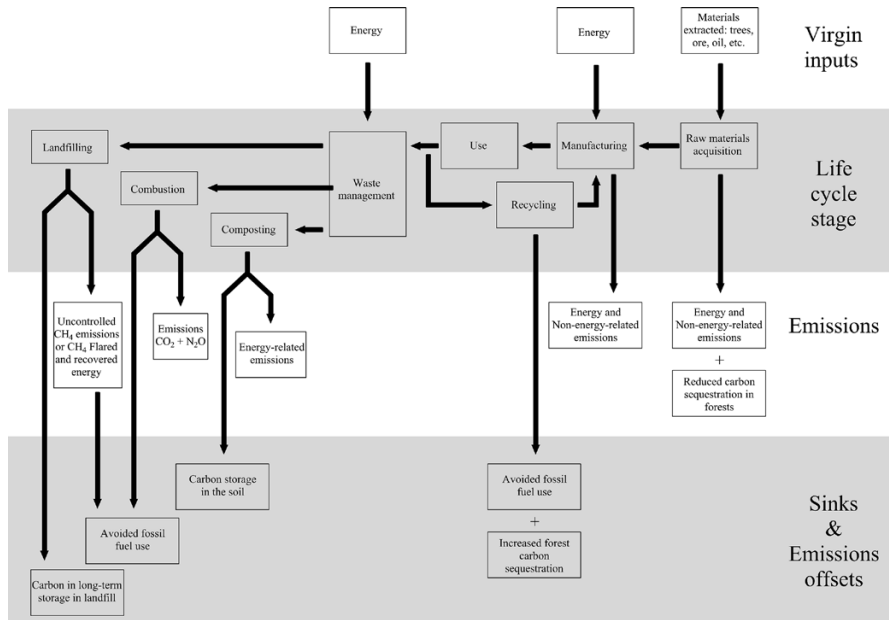 Energy
Energy
Materials
extracted: trees,
ore, oil, etc.
Virgin
inputs
Landfilling
Combustion
Composting
Waste
management
Use
Recycling
Manufacturing
Raw materials
acquisition
Life
cycle
stage
Uncontrolled
CH₄ emissions
or CH₄ Flared
and recovered
energy
Emissions
CO₂ + N₂O
Energy-related
emissions
Energy and
Non-energy-related
emissions
Energy and
Non-energy-related
emissions
+
Reduced carbon
sequestration in
forests
Emissions
Carbon storage
in the soil
Avoided fossil
fuel use
Carbon in long-term
storage in landfill
Avoided fossil
fuel use
+
Increased forest
carbon
sequestration
Sinks
&
Emissions
offsets